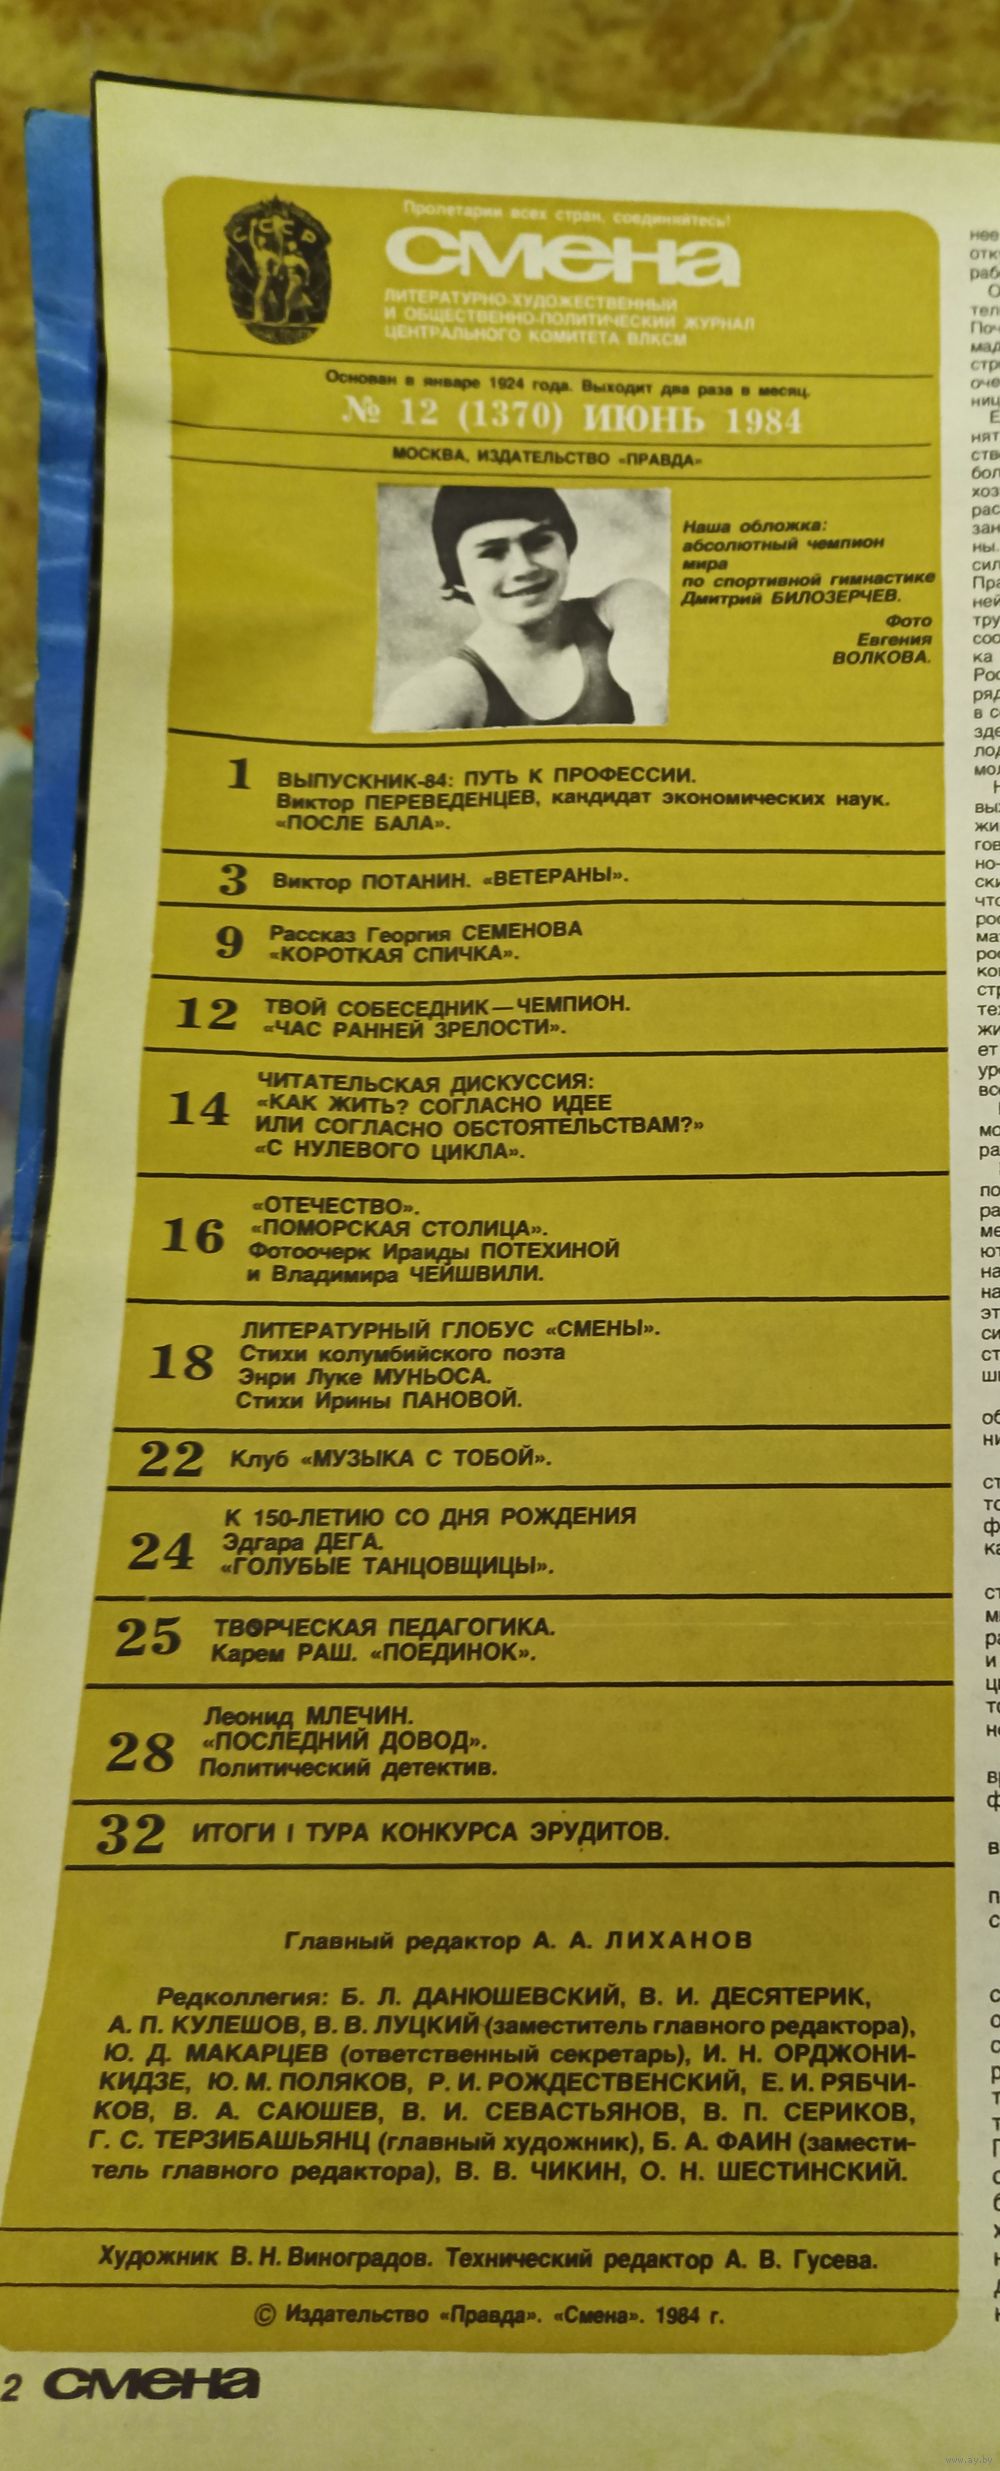 СССР
Пролетарии всех стран, соединяйтесь!
смена
ЛИТЕРАТУРНО-ХУДОЖЕСТВЕННЫЙ
И ОБЩЕСТВЕННО-ПОЛИТИЧЕСКИЙ ЖУРНАЛ
ЦЕНТРАЛЬНОГО КОМИТЕТА ВЛКСМ
Основан в январе 1924 года. Выходит два раза в месяц.
№ 12 (1370) ИЮНЬ 1984
МОСКВА, ИЗДАТЕЛЬСТВО «ПРАВДА»
Наша обложка:
абсолютный чемпион
мира
по спортивной гимнастике
Дмитрий БИЛОЗЕРЧЕВ.
Фото
Евгения
ВОЛКОВА.
1 ВЫПУСКНИК-84: ПУТЬ К ПРОФЕССИИ.
Виктор ПЕРЕВЕДЕНЦЕВ, кандидат экономических наук.
«ПОСЛЕ БАЛА».
3 Виктор ПОТАНИН. «ВЕТЕРАНЫ».
9 Рассказ Георгия СЕМЕНОВА
«КОРОТКАЯ СПИЧКА».
12 ТВОЙ СОБЕСЕДНИК — ЧЕМПИОН.
«ЧАС РАННЕЙ ЗРЕЛОСТИ».
14 ЧИТАТЕЛЬСКАЯ ДИСКУССИЯ:
«КАК ЖИТЬ? СОГЛАСНО ИДЕЕ
ИЛИ СОГЛАСНО ОБСТОЯТЕЛЬСТВАМ?»
«С НУЛЕВОГО ЦИКЛА».
16 «ОТЕЧЕСТВО».
«ПОМОРСКАЯ СТОЛИЦА».
Фотоочерк Ираиды ПОТЕХИНОЙ
и Владимира ЧЕЙШВИЛИ.
18 ЛИТЕРАТУРНЫЙ ГЛОБУС «СМЕНЫ».
Стихи колумбийского поэта
Энри Луке МУНЬОСА.
Стихи Ирины ПАНОВОЙ.
22 Клуб «МУЗЫКА С ТОБОЙ».
24 К 150-ЛЕТИЮ СО ДНЯ РОЖДЕНИЯ
Эдгара ДЕГА.
«ГОЛУБЫЕ ТАНЦОВЩИЦЫ».
25 ТВОРЧЕСКАЯ ПЕДАГОГИКА.
Карем РАШ. «ПОЕДИНОК».
28 Леонид МЛЕЧИН.
«ПОСЛЕДНИЙ ДОВОД».
Политический детектив.
32 ИТОГИ I ТУРА КОНКУРСА ЭРУДИТОВ.
Главный редактор А. А. ЛИХАНОВ
Редколлегия: Б. Л. ДАНЮШЕВСКИЙ, В. И. ДЕСЯТЕРИК,
А. П. КУЛЕШОВ, В. В. ЛУЦКИЙ (заместитель главного редактора),
Ю. Д. МАКАРЦЕВ (ответственный секретарь), И. Н. ОРДЖОНИ-
КИДЗЕ, Ю. М. ПОЛЯКОВ, Р. И. РОЖДЕСТВЕНСКИЙ, Е. И. РЯБЧИ-
КОВ, В. А. САЮШЕВ, В. И. СЕВАСТЬЯНОВ, В. П. СЕРИКОВ,
Г. С. ТЕРЗИБАШЬЯНЦ (главный художник), Б. А. ФАИН (замести-
тель главного редактора), В. В. ЧИКИН, О. Н. ШЕСТИНСКИЙ.
Художник В. Н. Виноградов. Технический редактор А. В. Гусева.
© Издательство «Правда». «Смена». 1984 г.
2 смена
www.ay.by